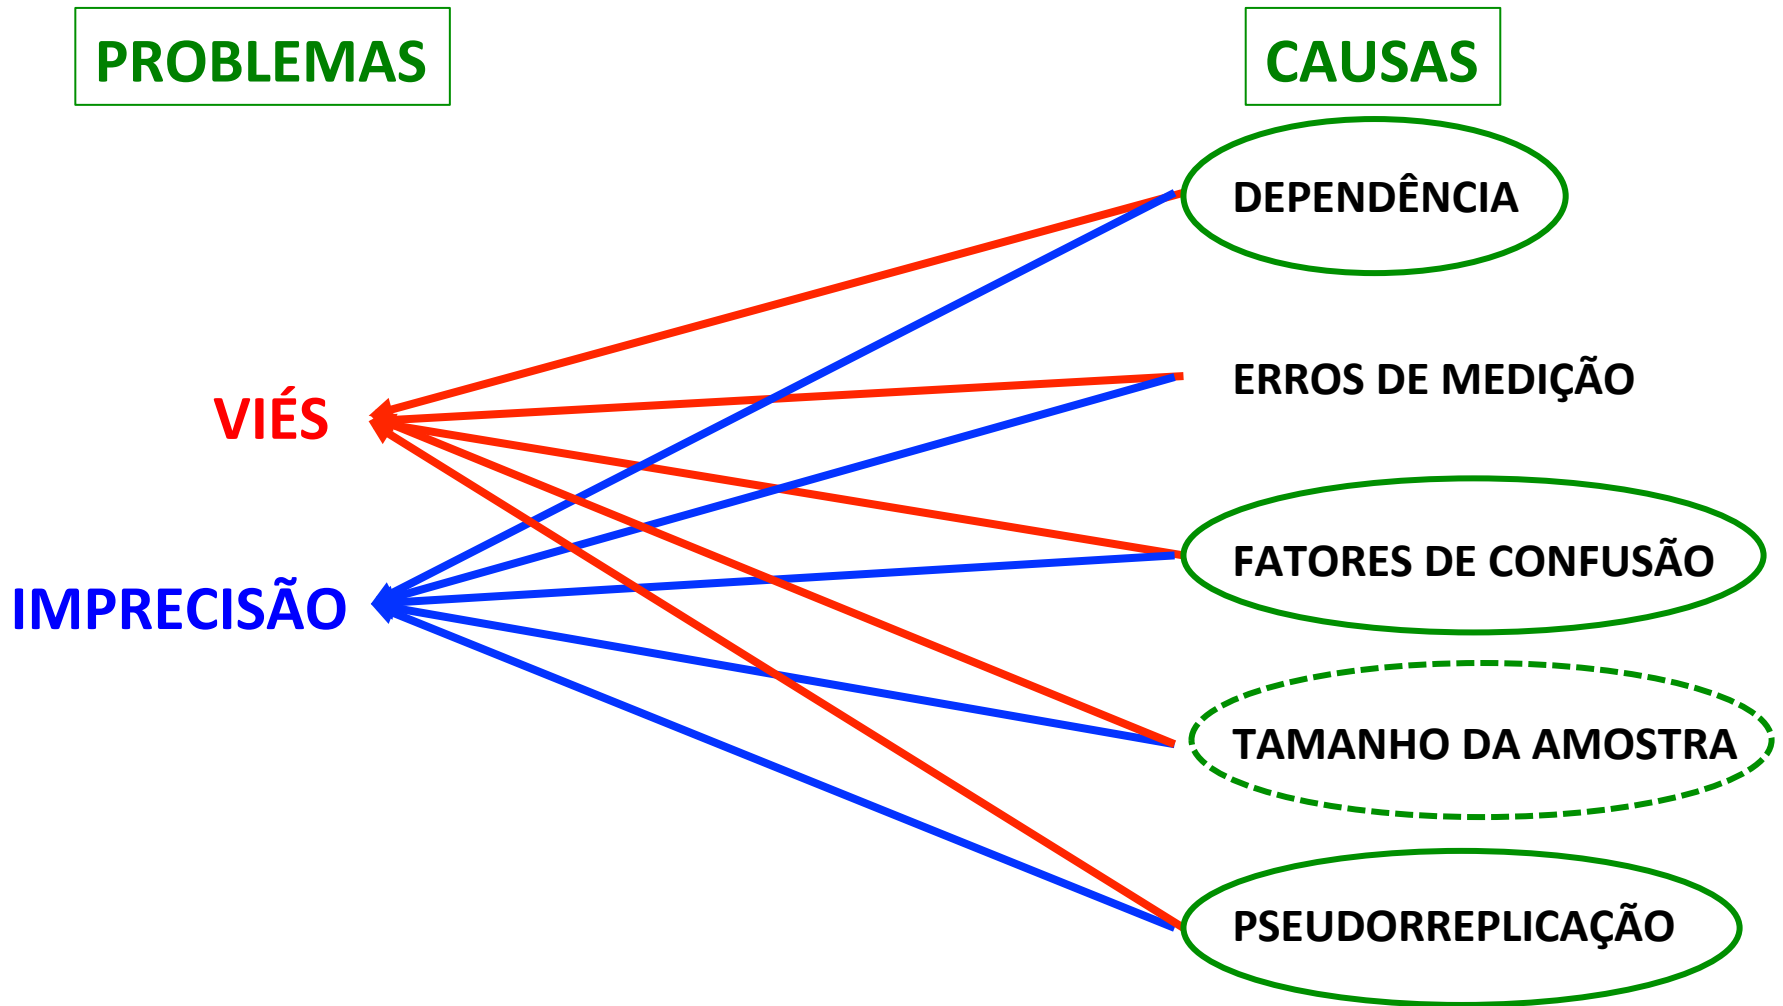 PROBLEMAS
CAUSAS
DEPENDÊNCIA
ERROS DE MEDIÇÃO
VIÉS
FATORES DE CONFUSÃO
IMPRECISÃO
TAMANHO DA AMOSTRA
PSEUDORREPLICAÇÃO